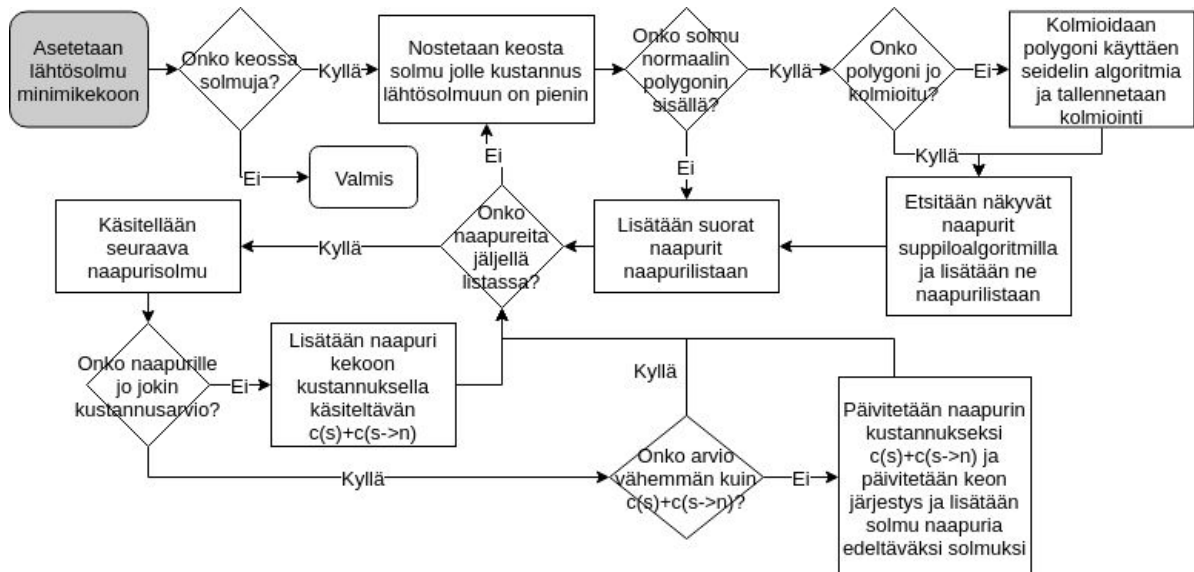 Asetetaan
lähtösolmu
minimikekoon
Onko keossa
solmuja?
Kyllä
Nostetaan keosta
solmu jolle kustannus
lähtösolmuun on pienin
Onko solmu
normaalin
polygonin
sisällä?
Kyllä
Onko
polygoni jo
kolmioitu?
Ei
Kolmioidaan
polygoni käyttäen
seidelin algoritmia
ja tallennetaan
kolmiointi
Ei
Valmis
Ei
Ei
Kyllä
Käsitellään
seuraava
naapurisolmu
Kyllä
Onko
naapureita
jäljellä
listassa?
Lisätään suorat
naapurit
naapurilistaan
Etsitään näkyvät
naapurit
suppiloalgoritmilla
ja lisätään ne
naapurilistaan
Onko naapurille
jo jokin
kustannusarvio?
Ei
Lisätään naapuri
kekoon
kustannuksella
käsiteltävän
c(s)+c(s->n)
Kyllä
Kyllä
Onko arvio
vähemmän kuin
c(s)+c(s->n)?
Ei
Päivitetään naapurin
kustannukseksi
c(s)+c(s->n) ja
päivitetään keon
järjestys ja lisätään
solmu naapuria
edeltäväksi solmuksi